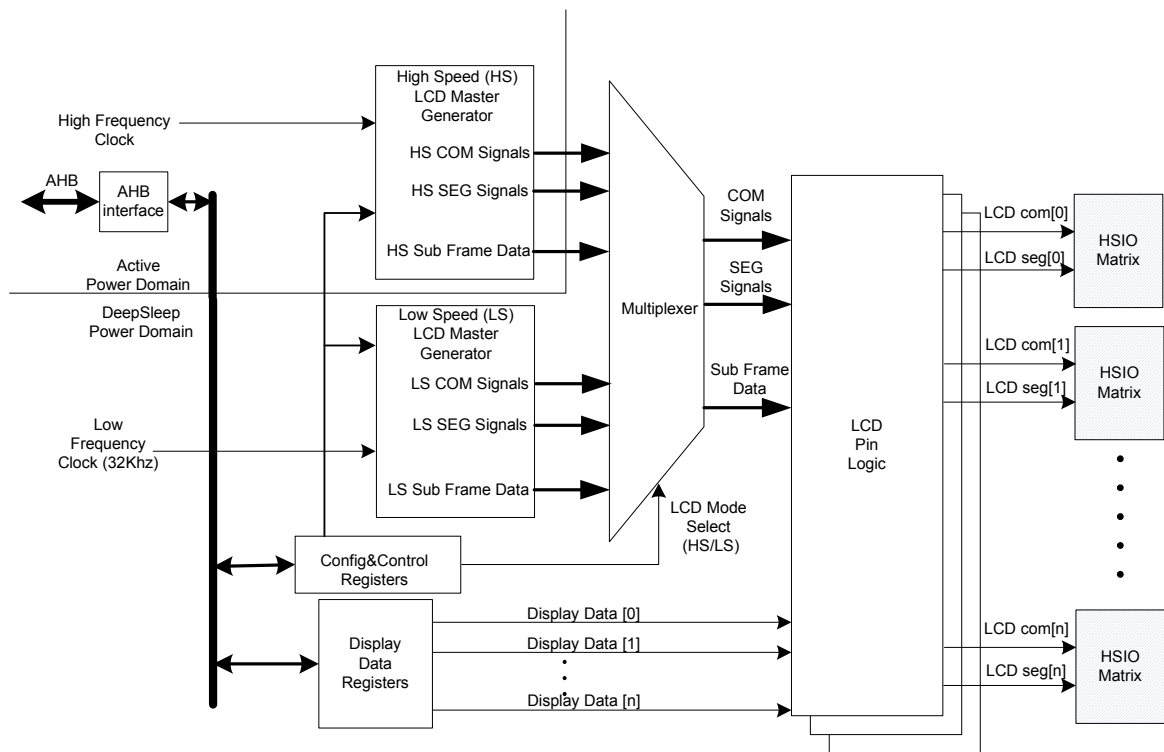 High Frequency
Clock
AHB
AHB
interface
Active
Power Domain
DeepSleep
Power Domain
Low
Frequency
Clock (32Khz)
High Speed (HS)
LCD Master
Generator
HS COM Signals
HS SEG Signals
HS Sub Frame Data
Low Speed (LS)
LCD Master
Generator
LS COM Signals
LS SEG Signals
LS Sub Frame Data
Config&Control
Registers
Display
Data
Registers
Multiplexer
LCD Mode
Select
(HS/LS)
COM
Signals
SEG
Signals
Sub Frame
Data
Display Data [0]
Display Data [1]
Display Data [n]
LCD
Pin
Logic
LCD com[0]
LCD seg[0]
HSIO
Matrix
LCD com[1]
LCD seg[1]
HSIO
Matrix
LCD com[n]
LCD seg[n]
HSIO
Matrix